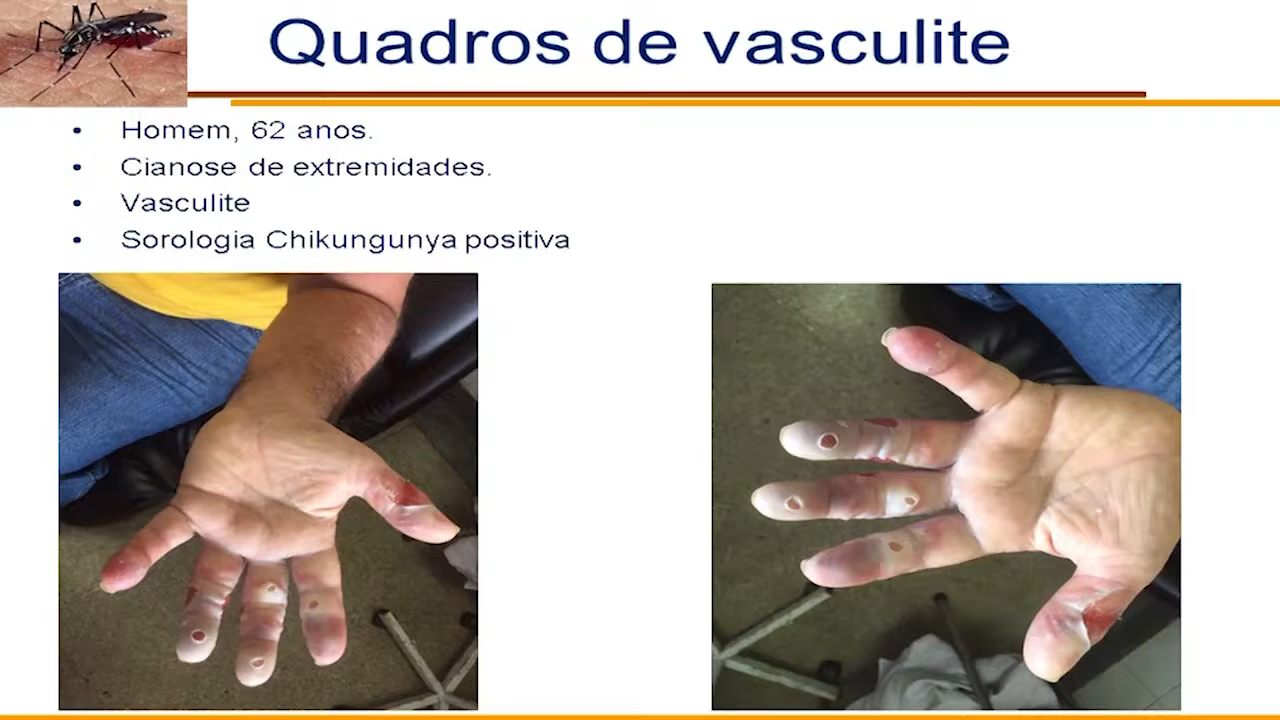 Quadros de vasculite
• Homem, 62 anos.
• Cianose de extremidades.
• Vasculite
• Sorologia Chikungunya positiva